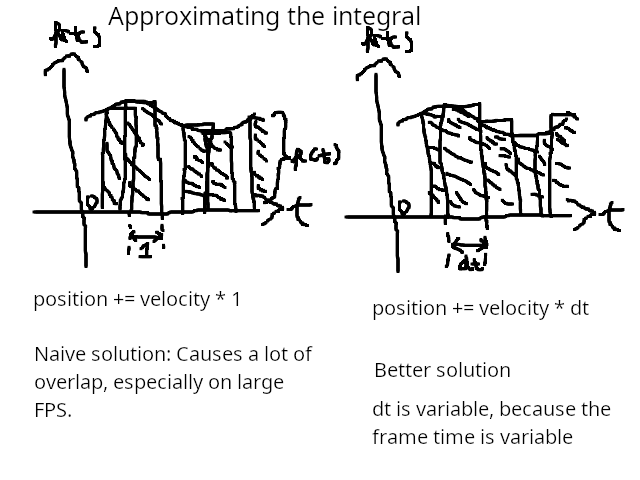 Approximating the integral
R(t)
R(t)
R(t)
0
t
1
0
t
dt
position += velocity * 1
position += velocity * dt
Naive solution: Causes a lot of
overlap, especially on large
FPS.
Better solution
dt is variable, because the
frame time is variable